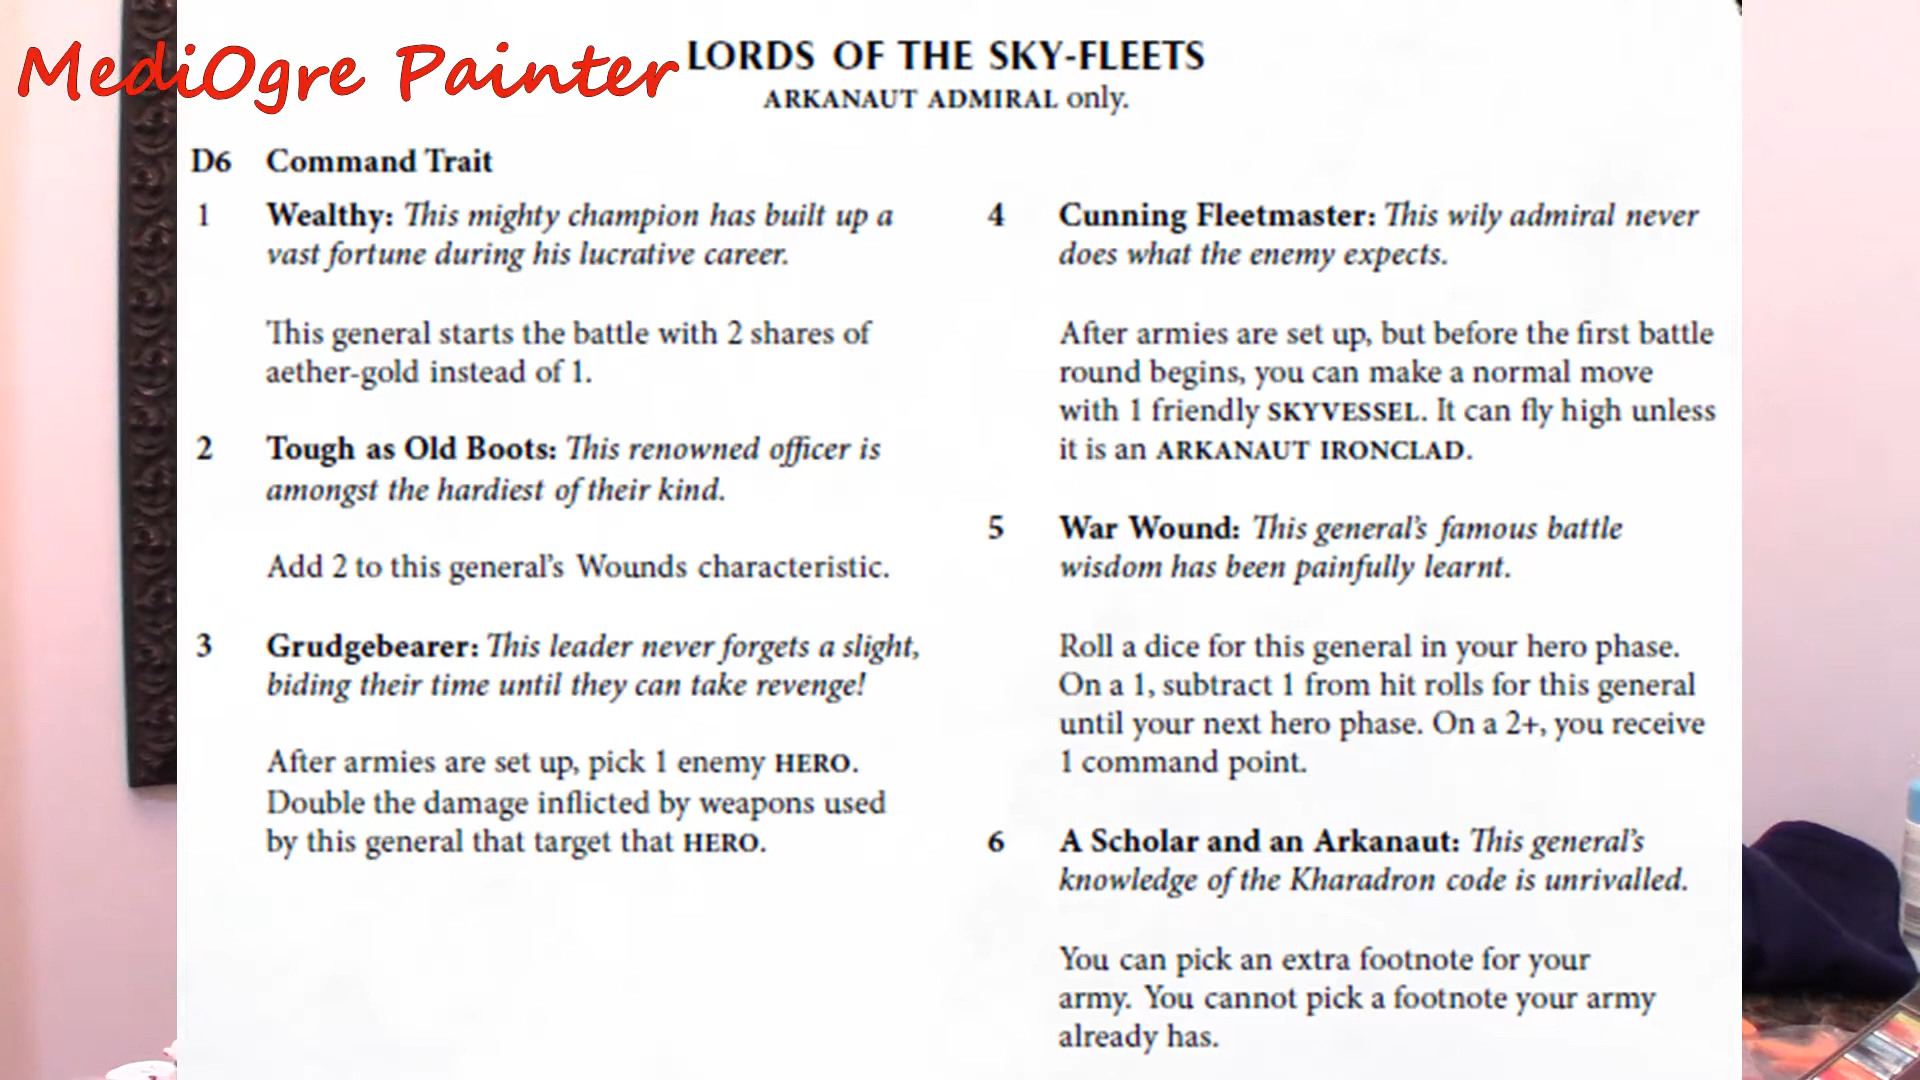 MediOgre Painter
LORDS OF THE SKY-FLEETS
ARKANAUT ADMIRAL only.
D6 Command Trait
1 Wealthy: This mighty champion has built up a
vast fortune during his lucrative career.
This general starts the battle with 2 shares of
aether-gold instead of 1.
2 Tough as Old Boots: This renowned officer is
amongst the hardiest of their kind.
Add 2 to this general's Wounds characteristic.
3 Grudgebearer: This leader never forgets a slight,
biding their time until they can take revenge!
After armies are set up, pick 1 enemy HERO.
Double the damage inflicted by weapons used
by this general that target that HERO.
4 Cunning Fleetmaster: This wily admiral never
does what the enemy expects.
After armies are set up, but before the first battle
round begins, you can make a normal move
with 1 friendly SKYVESSEL. It can fly high unless
it is an ARKANAUT IRONCLAD.
5 War Wound: This general's famous battle
wisdom has been painfully learnt.
Roll a dice for this general in your hero phase.
On a 1, subtract 1 from hit rolls for this general
until your next hero phase. On a 2+, you receive
1 command point.
6 A Scholar and an Arkanaut: This general's
knowledge of the Kharadron code is unrivalled.
You can pick an extra footnote for your
army. You cannot pick a footnote your army
already has.